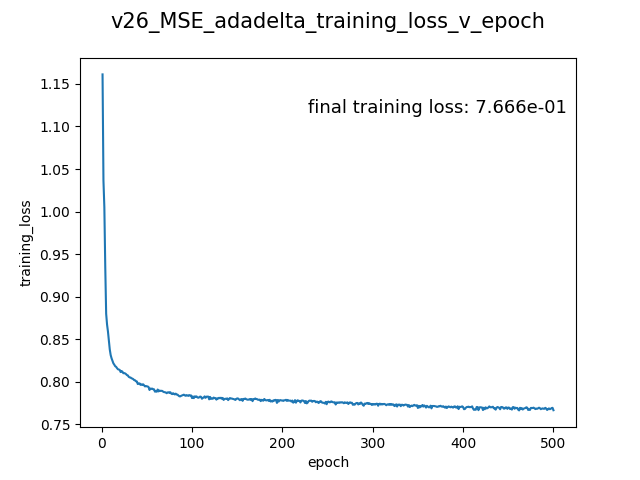 v26_MSE_adadelta_training_loss_v_epoch
final training loss: 7.666e-01
1.15
1.10
1.05
1.00
0.95
0.90
0.85
0.80
0.75
training_loss
0 100 200 300 400 500
epoch